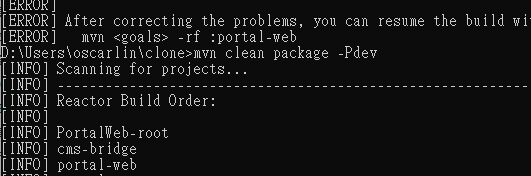 [ERROR]
[ERROR] After correcting the problems, you can resume the build wi
[ERROR]   mvn <goals> -rf :portal-web
D:\Users\oscarlin\clone>mvn clean package -Pdev
[INFO] Scanning for projects...
[INFO] ------------------------------------------------------------
[INFO] Reactor Build Order:
[INFO]
[INFO] PortalWeb-root
[INFO] cms-bridge
[INFO] portal-web